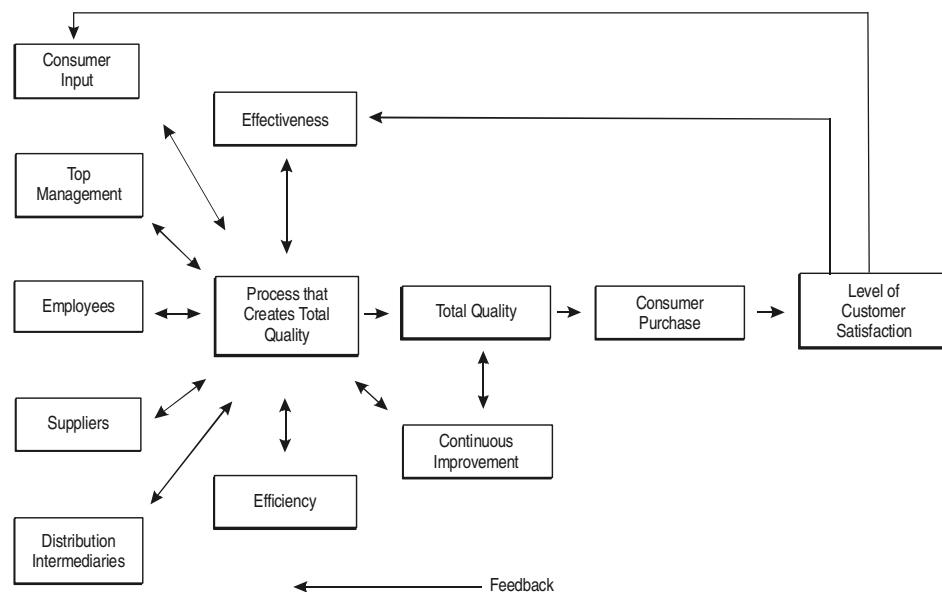 Consumer
Input
Effectiveness
Top
Management
Employees
Process that
Creates Total
Quality
Total Quality
Consumer
Purchase
Level of
Customer
Satisfaction
Suppliers
Continuous
Improvement
Efficiency
Distribution
Intermediaries
Feedback